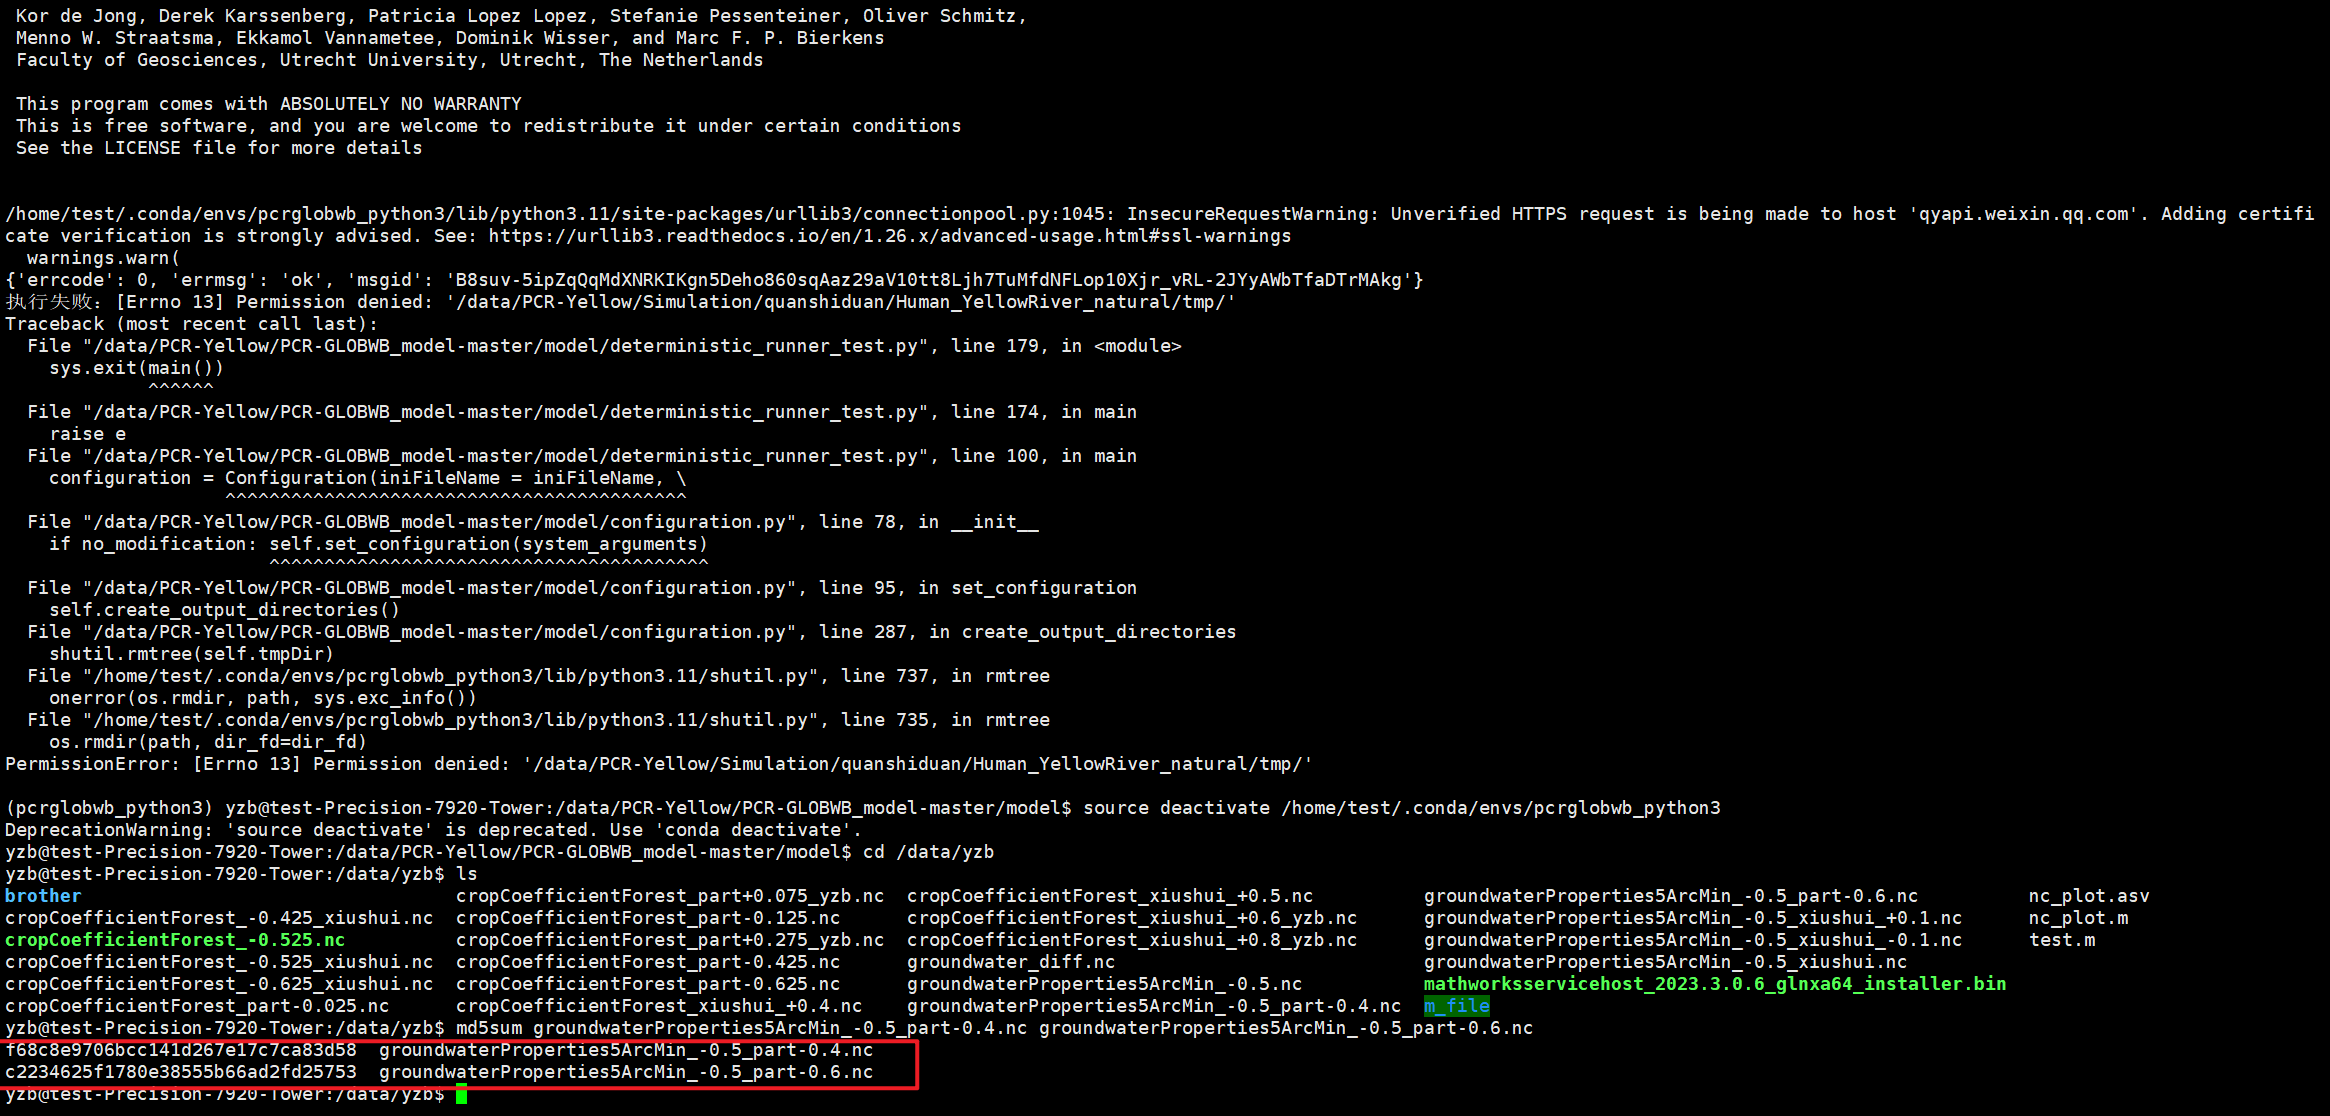 Kor de Jong, Derek Karssenberg, Patricia Lopez Lopez, Stefanie Pessenteiner, Oliver Schmitz,
Menno W. Straatsma, Ekkamol Vannametee, Dominik Wisser, and Marc F. P. Bierkens
Faculty of Geosciences, Utrecht University, Utrecht, The Netherlands
This program comes with ABSOLUTELY NO WARRANTY
This is free software, and you are welcome to redistribute it under certain conditions
See the LICENSE file for more details
/home/test/.conda/envs/pcrglobwb_python3/lib/python3.11/site-packages/urllib3/connectionpool.py:1045: InsecureRequestWarning: Unverified HTTPS request is being made to host 'qyapi.weixin.qq.com'. Adding certifi
cate verification is strongly advised. See: https://urllib3.readthedocs.io/en/1.26.x/advanced-usage.html#ssl-warnings
  warnings.warn(
{'errcode': 0, 'errmsg': 'ok', 'msgid': 'B8suv-5ipZqQqMdXNRKIKgn5Deho860sqAaz29aV10tt8Ljh7TuMfdNFLop10Xjr_vRL-2JYyAWbTfaDTrMAkg'}
执行失败: [Errno 13] Permission denied: '/data/PCR-Yellow/Simulation/quanshiduan/Human_YellowRiver_natural/tmp/'
Traceback (most recent call last):
  File "/data/PCR-Yellow/PCR-GLOBWB_model-master/model/deterministic_runner_test.py", line 179, in <module>
    sys.exit(main())
             ^^^^^^
  File "/data/PCR-Yellow/PCR-GLOBWB_model-master/model/deterministic_runner_test.py", line 174, in main
    raise e
  File "/data/PCR-Yellow/PCR-GLOBWB_model-master/model/deterministic_runner_test.py", line 100, in main
    configuration = Configuration(iniFileName = iniFileName, \
                    ^^^^^^^^^^^^^^^^^^^^^^^^^^^^^^^^^^^^^^^^^^
  File "/data/PCR-Yellow/PCR-GLOBWB_model-master/model/configuration.py", line 78, in __init__
    if no_modification: self.set_configuration(system_arguments)
                        ^^^^^^^^^^^^^^^^^^^^^^^^^^^^^^^^^^^^^^^^
  File "/data/PCR-Yellow/PCR-GLOBWB_model-master/model/configuration.py", line 95, in set_configuration
    self.create_output_directories()
  File "/data/PCR-Yellow/PCR-GLOBWB_model-master/model/configuration.py", line 287, in create_output_directories
    shutil.rmtree(self.tmpDir)
  File "/home/test/.conda/envs/pcrglobwb_python3/lib/python3.11/shutil.py", line 737, in rmtree
    onerror(os.rmdir, path, sys.exc_info())
  File "/home/test/.conda/envs/pcrglobwb_python3/lib/python3.11/shutil.py", line 735, in rmtree
    os.rmdir(path, dir_fd=dir_fd)
PermissionError: [Errno 13] Permission denied: '/data/PCR-Yellow/Simulation/quanshiduan/Human_YellowRiver_natural/tmp/'
(pcrglobwb_python3) yzb@test-Precision-7920-Tower:/data/PCR-Yellow/PCR-GLOBWB_model-master/model$ source deactivate /home/test/.conda/envs/pcrglobwb_python3
DeprecationWarning: 'source deactivate' is deprecated. Use 'conda deactivate'.
yzb@test-Precision-7920-Tower:/data/PCR-Yellow/PCR-GLOBWB_model-master/model$ cd /data/yzb
yzb@test-Precision-7920-Tower:/data/yzb$ ls
brother cropCoefficientForest_part+0.075_yzb.nc cropCoefficientForest_xiushui_+0.5.nc groundwaterProperties5ArcMin_-0.5_part-0.6.nc nc_plot.asv
cropCoefficientForest_-0.425_xiushui.nc cropCoefficientForest_part-0.125.nc cropCoefficientForest_xiushui_+0.6_yzb.nc groundwaterProperties5ArcMin_-0.5_xiushui_+0.1.nc nc_plot.m
cropCoefficientForest_-0.525.nc cropCoefficientForest_part+0.275_yzb.nc cropCoefficientForest_xiushui_+0.8_yzb.nc groundwaterProperties5ArcMin_-0.5_xiushui_-0.1.nc test.m
cropCoefficientForest_-0.525_xiushui.nc cropCoefficientForest_part-0.425.nc groundwater_diff.nc groundwaterProperties5ArcMin_-0.5_xiushui.nc
cropCoefficientForest_-0.625_xiushui.nc cropCoefficientForest_part-0.625.nc groundwaterProperties5ArcMin_-0.5.nc mathworksservicehost_2023.3.0.6_glnxa64_installer.bin
cropCoefficientForest_part-0.025.nc cropCoefficientForest_xiushui_+0.4.nc groundwaterProperties5ArcMin_-0.5_part-0.4.nc m_file
yzb@test-Precision-7920-Tower:/data/yzb$ md5sum groundwaterProperties5ArcMin_-0.5_part-0.4.nc groundwaterProperties5ArcMin_-0.5_part-0.6.nc
f68c8e9706bcc141d267e17c7ca83d58  groundwaterProperties5ArcMin_-0.5_part-0.4.nc
c2234625f1780e38555b66ad2fd25753  groundwaterProperties5ArcMin_-0.5_part-0.6.nc
yzb@test-Precision-7920-Tower:/data/yzb$